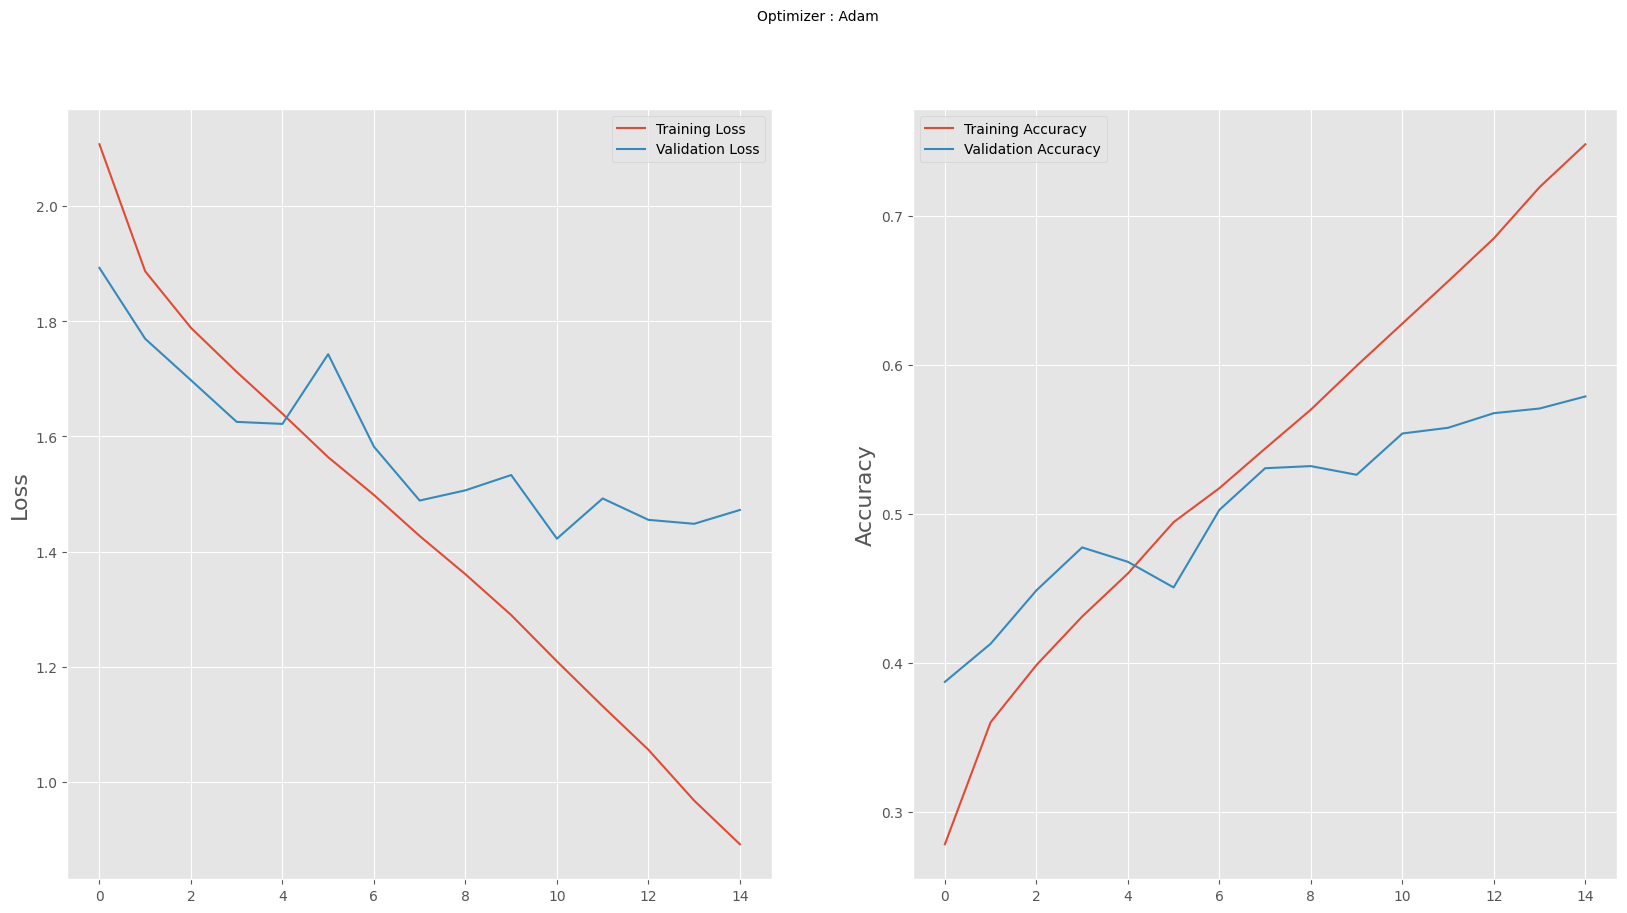 Optimizer : Adam
Training Loss
Validation Loss
2.0
1.8
1.6
1.4
1.2
1.0
Loss
0 2 4 6 8 10 12 14
Training Accuracy
Validation Accuracy
0.7
0.6
0.5
0.4
0.3
Accuracy
0 2 4 6 8 10 12 14